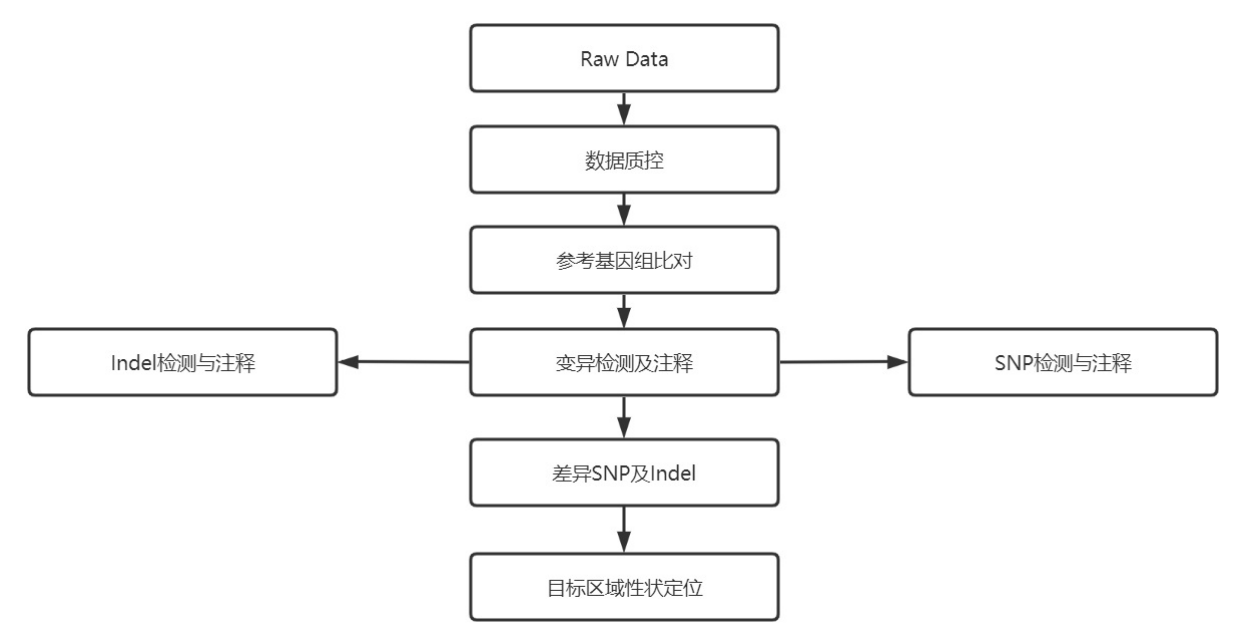 Raw Data
数据质控
参考基因组比对
Indel检测与注释
变异检测及注释
SNP检测与注释
差异SNP及Indel
目标区域性状定位